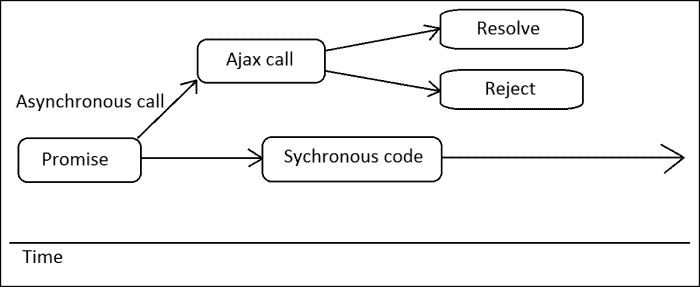 Resolve
Ajax call
Reject
Asynchronous call
Promise
Sychronous code
Time